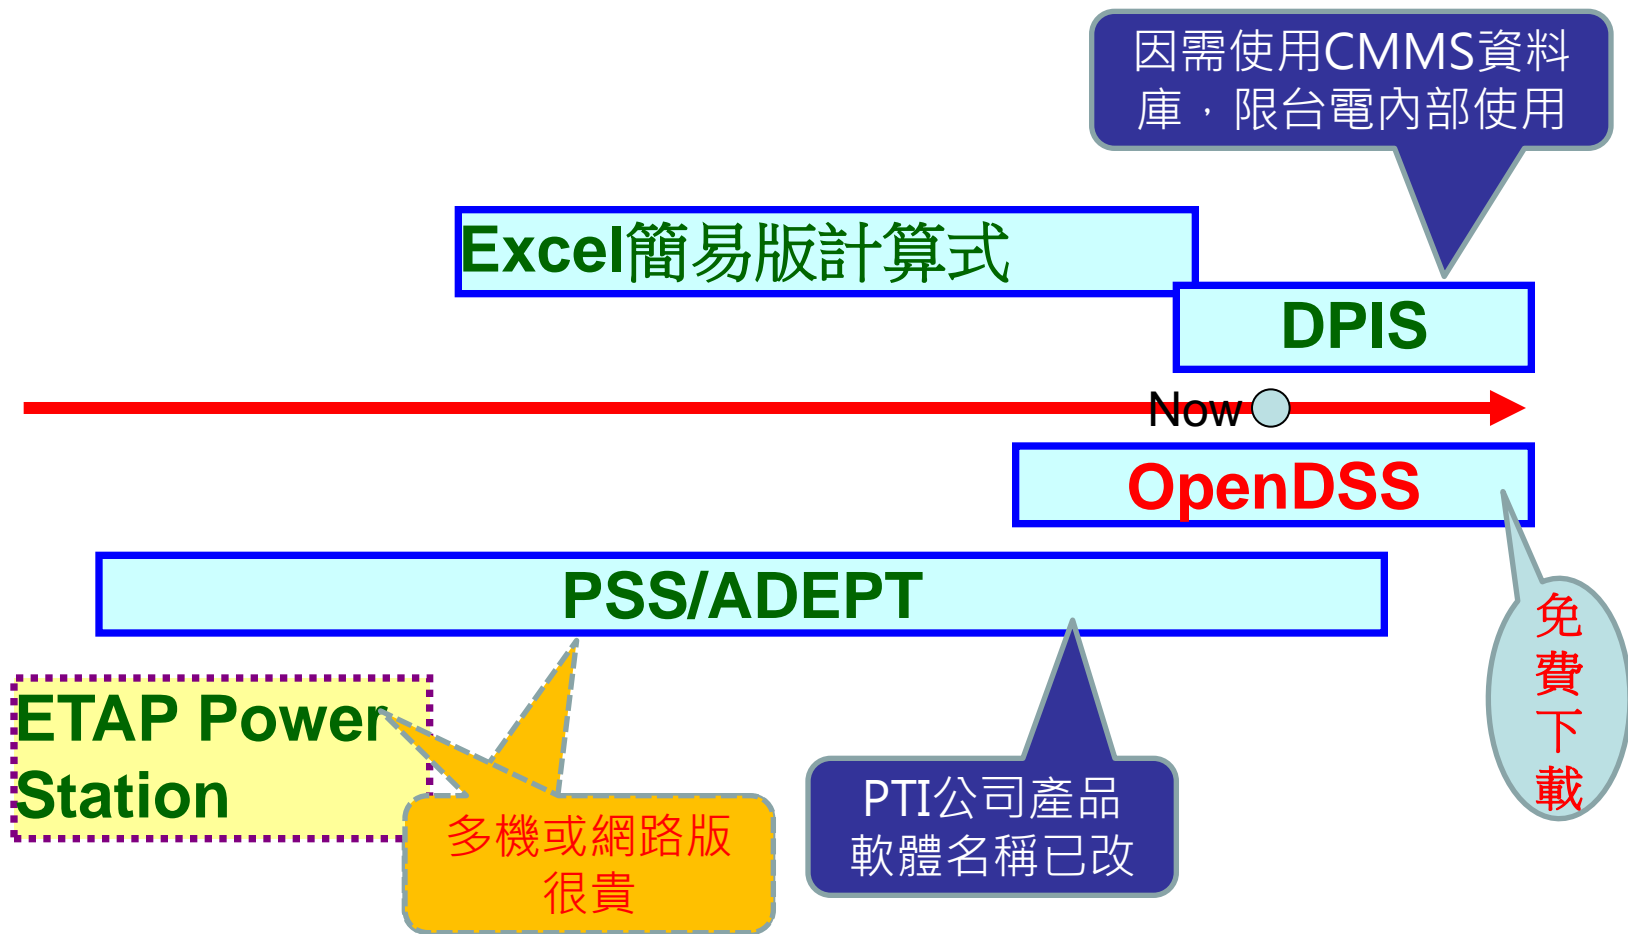 因需使用CMMS資料
庫，限台電內部使用
Excel簡易版計算式
DPIS
Now
OpenDSS
PSS/ADEPT
免
費
下
載
ETAP Power
Station
多機或網路版
很貴
PTI公司產品
軟體名稱已改